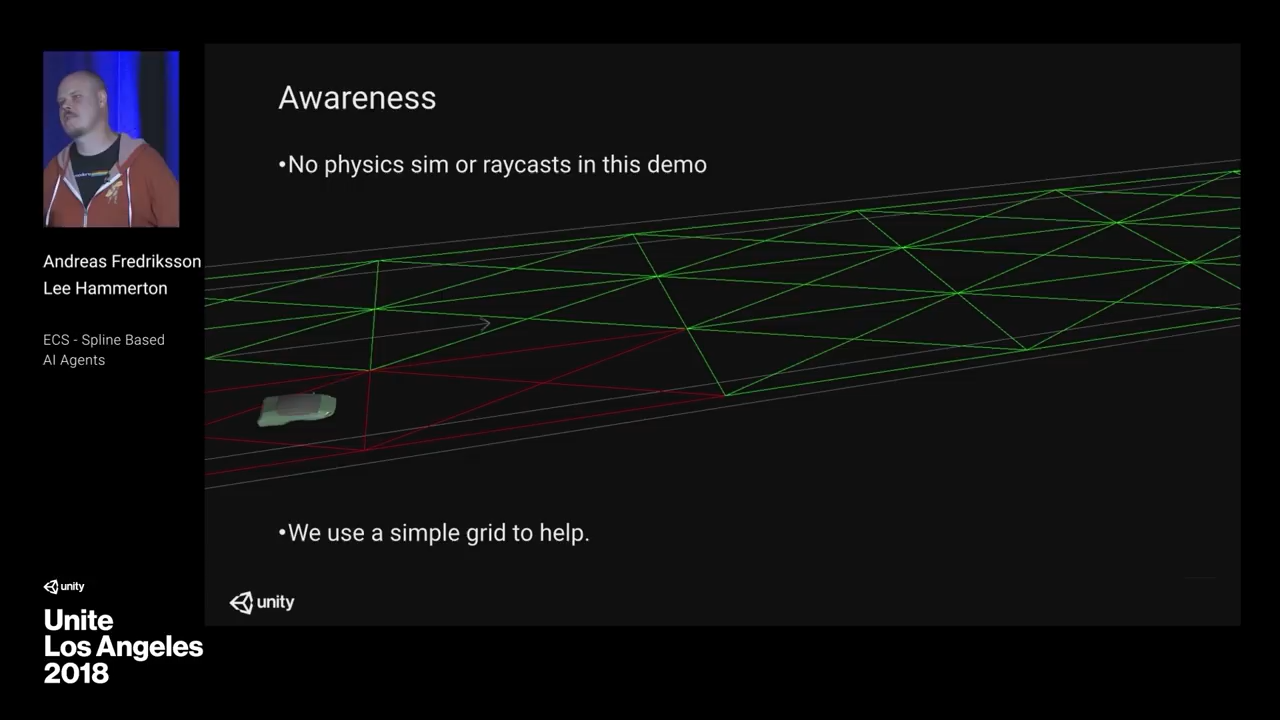 Awareness
•No physics sim or raycasts in this demo
Andreas Fredriksson
Lee Hammerton
ECS - Spline Based
AI Agents
•We use a simple grid to help.
unity
unity
Unite
Los Angeles
2018